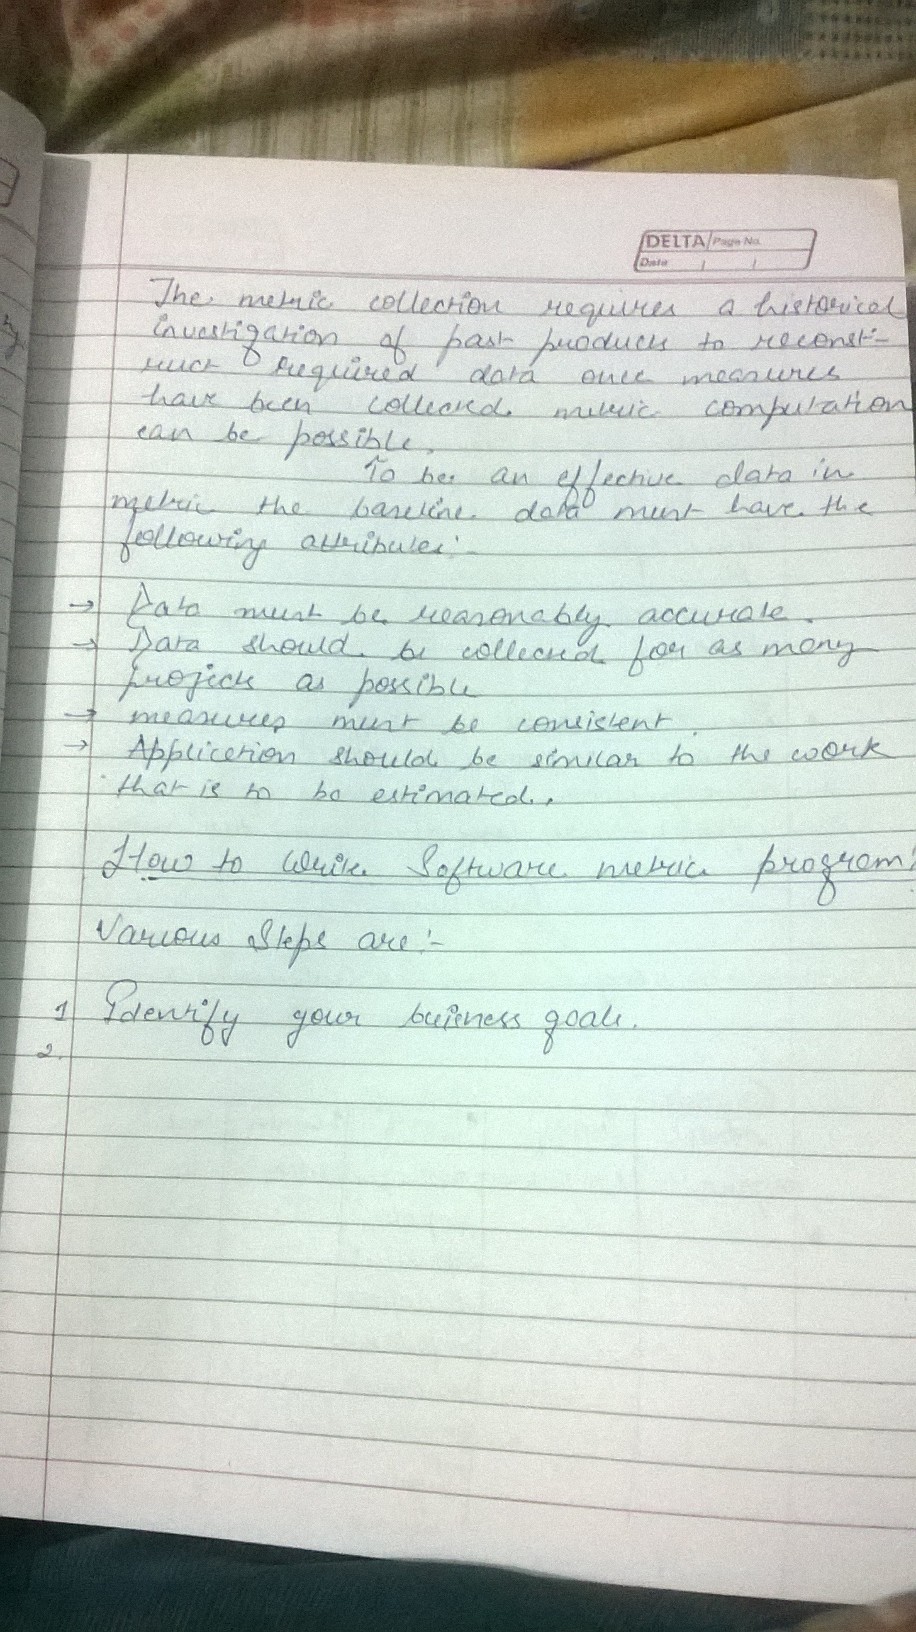 DELTA Page No.
Date
The metric collection requires a historical
investigation of past products to reconst-
ruct required data once measures
have been collected. metric computation
can be possible.
To be an effective data in
metric the baseline data must have the
following attributes:-
→ Data must be reasonably accurate.
→ Data should be collected for as many
projects as possible
→ measures must be consistent.
→ Application should be similar to the work
that is to be estimated.
How to write Software metric program:
Various Steps are:-
1 Identify your business goals.
2.